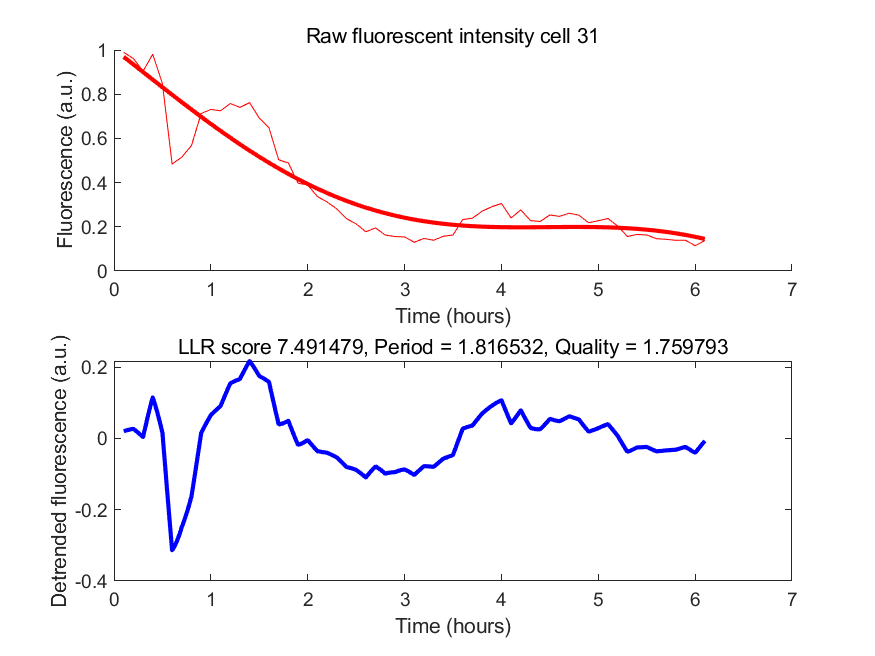 Raw fluorescent intensity cell 31
Fluorescence (a.u.)
1
0.8
0.6
0.4
0.2
0
0 1 2 3 4 5 6 7
Time (hours)
LLR score 7.491479, Period = 1.816532, Quality = 1.759793
Detrended fluorescence (a.u.)
0.2
0
-0.2
-0.4
0 1 2 3 4 5 6 7
Time (hours)